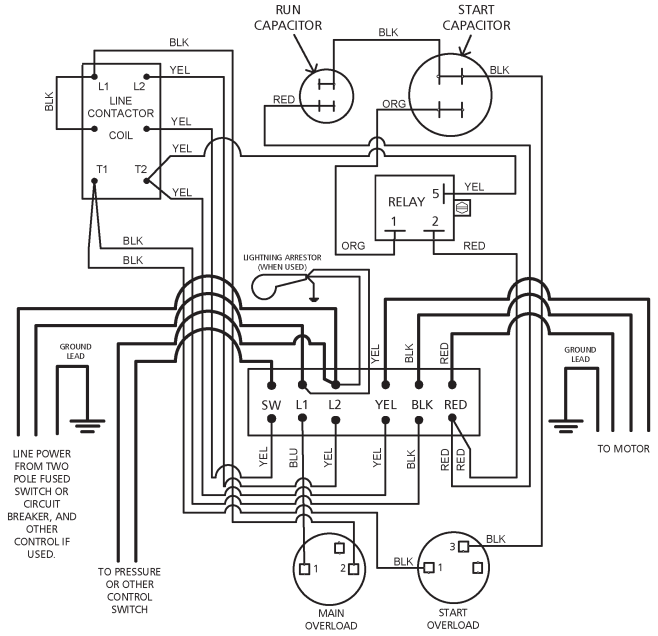 RUN
CAPACITOR
START
CAPACITOR
BLK
BLK
L1
L2
YEL
BLK
RED
LINE
CONTACTOR
BLK
ORG
YEL
COIL
YEL
T1
T2
YEL
RELAY
5
YEL
1
2
BLK
ORG
RED
BLK
LIGHTNING ARRESTOR
(WHEN USED)
GROUND
LEAD
YEL
BLK
RED
GROUND
LEAD
SW
L1
L2
YEL
BLK
RED
YEL
BLU
YEL
YEL
BLK
RED
RED
TO MOTOR
LINE POWER
FROM TWO
POLE FUSED
SWITCH OR
CIRCUIT
BREAKER, AND
OTHER
CONTROL IF
USED.
TO PRESSURE
OR OTHER
CONTROL
SWITCH
1
2
BLK
1
3
BLK
MAIN
OVERLOAD
START
OVERLOAD